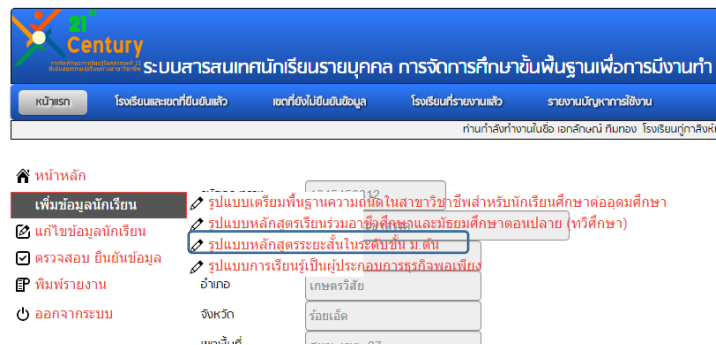 21
Century
ระบบสารสนเทศนักเรียนรายบุคคล การจัดการศึกษาขั้นพื้นฐานเพื่อการมีงานทำ
หน้าแรก โรงเรียนและเขตที่ยืนยันแล้ว เขตที่ยังไม่ยืนยันข้อมูล โรงเรียนที่รายงานแล้ว รายงานปัญหาการใช้งาน
ท่านกำลังทำงานในชื่อ เอกลักษณ์ ทีมทอง โรงเรียนกู่กาสิงห์
หน้าหลัก
เพิ่มข้อมูลนักเรียน
รูปแบบเตรียมพื้นฐานความถนัดในสาขาวิชาชีพสำหรับนักเรียนศึกษาต่ออุดมศึกษา
รูปแบบหลักสูตรเรียนร่วมอาชีวศึกษาและมัธยมศึกษาตอนปลาย (ทวิศึกษา)
แก้ไขข้อมูลนักเรียน
รูปแบบหลักสูตรระยะสั้นในระดับชั้น ม.ต้น
ตรวจสอบ ยืนยันข้อมูล
รูปแบบการเรียนรู้เป็นผู้ประกอบการธุรกิจพอเพียง
พิมพ์รายงาน
อำเภอ เกษตรวิสัย
ออกจากระบบ
จังหวัด ร้อยเอ็ด